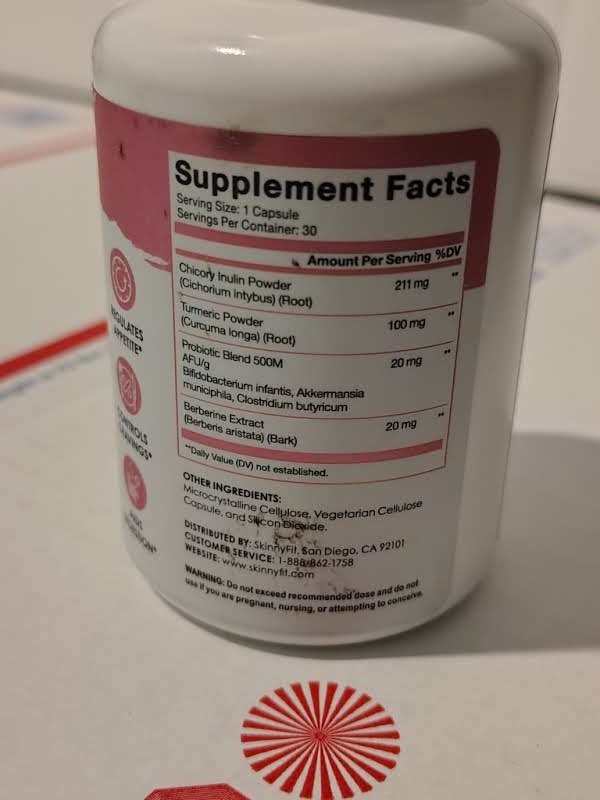 Supplement Facts
Serving Size: 1 Capsule
Servings Per Container: 30
Amount Per Serving %DV
Chicory Inulin Powder 211 mg **
(Cichorium intybus) (Root)
Turmeric Powder 100 mg **
(Curcuma longa) (Root)
Probiotic Blend 500M 20 mg **
AFU/g
Bifidobacterium infantis, Akkermansia
municiphila, Clostridium butyricum
Berberine Extract 20 mg **
(Berberis aristata) (Bark)
**Daily Value (DV) not established.
OTHER INGREDIENTS:
Microcrystalline Cellulose, Vegetarian Cellulose
Capsule, and Silicon Dioxide.
DISTRIBUTED BY: SkinnyFit, San Diego, CA 92101
CUSTOMER SERVICE: 1-888-862-1758
WEBSITE: www.skinnyfit.com
WARNING: Do not exceed recommended dose and do not
use if you are pregnant, nursing, or attempting to conceive.
REGULATES
APPETITE*
CONTROLS
CRAVINGS*
AIDS